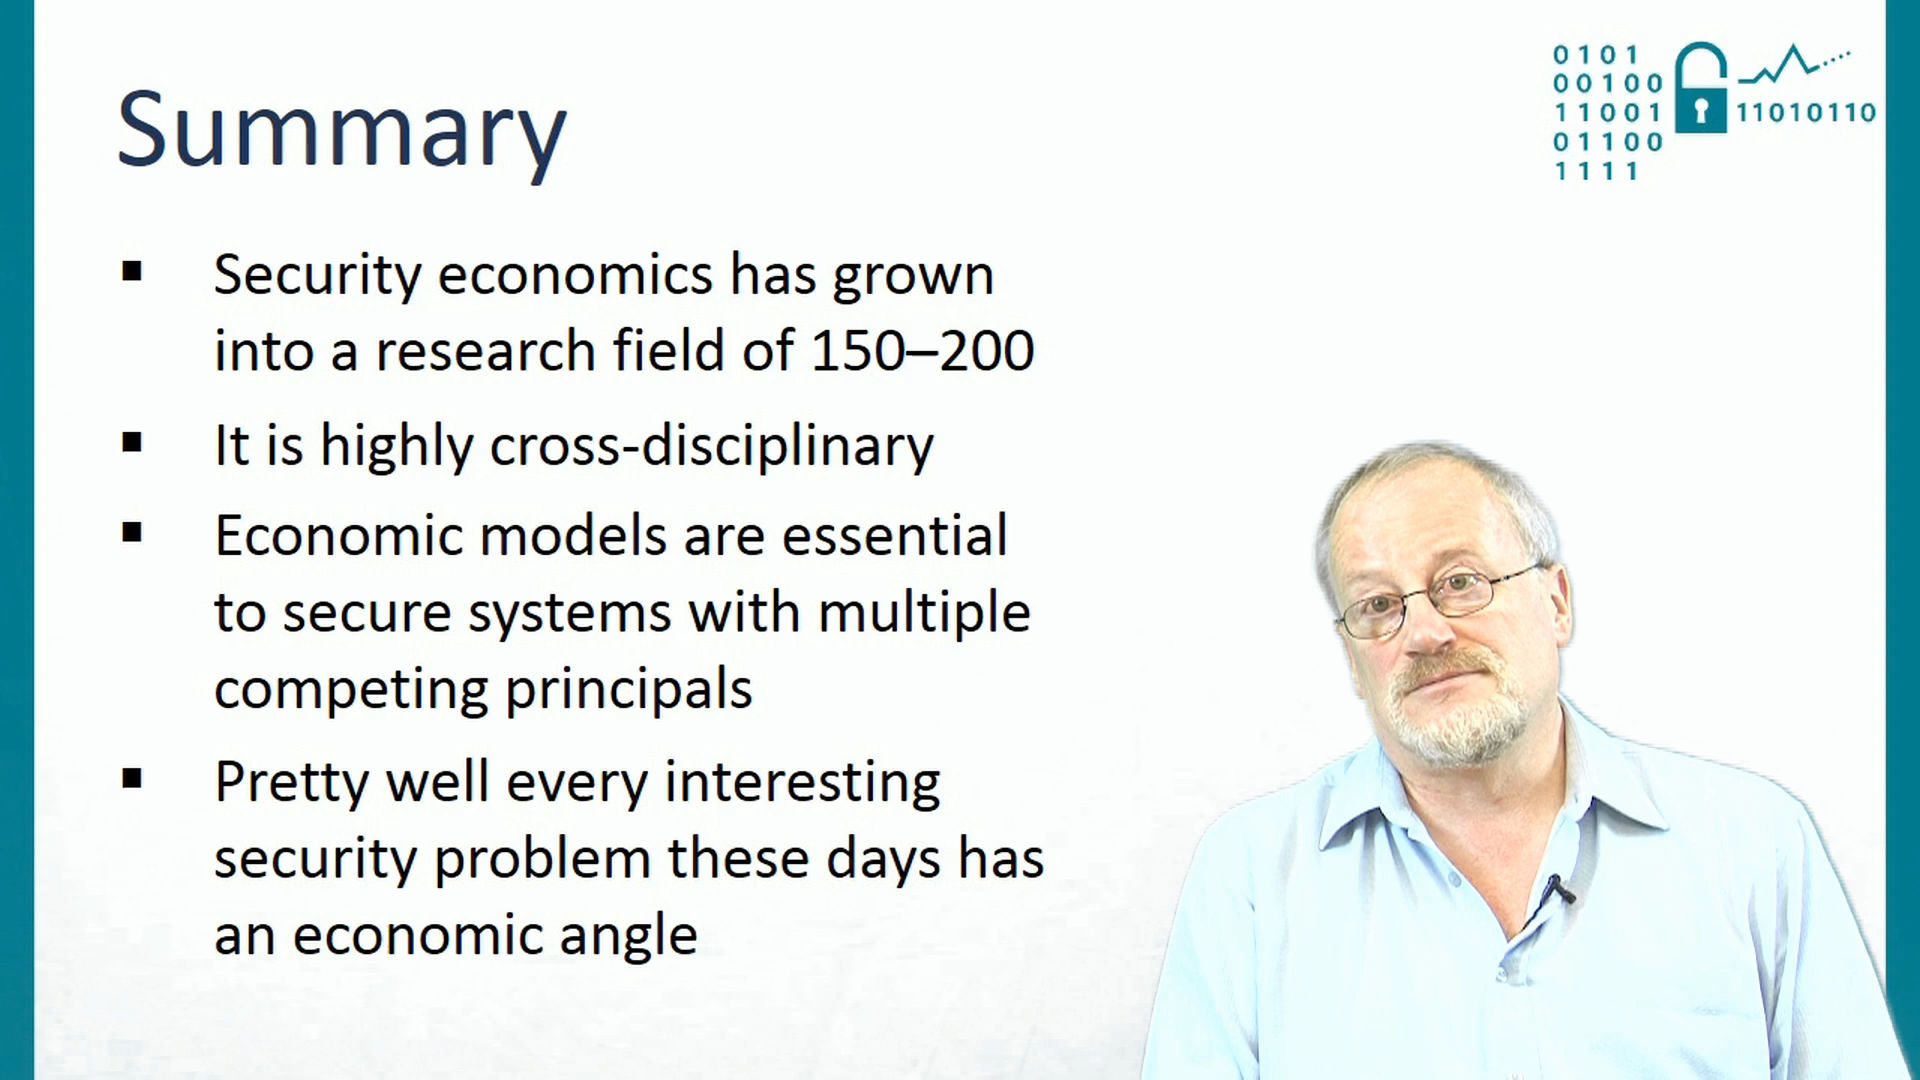 Summary
0101
00100
11001
01100
1111
11010110
▪ Security economics has grown
into a research field of 150–200
▪ It is highly cross-disciplinary
▪ Economic models are essential
to secure systems with multiple
competing principals
▪ Pretty well every interesting
security problem these days has
an economic angle